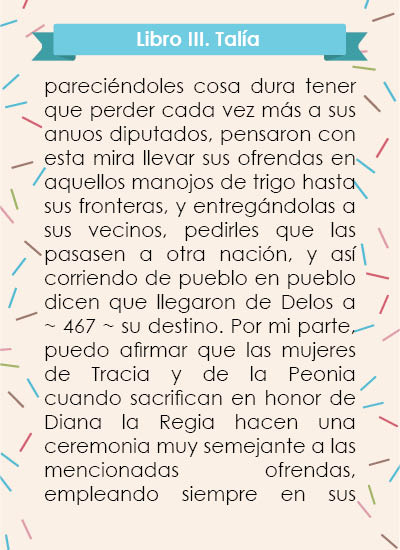 Libro III. Talía
pareciéndoles cosa dura tener
que perder cada vez más a sus
anuos diputados, pensaron con
esta mira llevar sus ofrendas en
aquellos manojos de trigo hasta
sus fronteras, y entregándolas a
sus vecinos, pedirles que las
pasasen a otra nación, y así
corriendo de pueblo en pueblo
dicen que llegaron de Delos a
~ 467 ~ su destino. Por mi parte,
puedo afirmar que las mujeres
de Tracia y de la Peonia
cuando sacrifican en honor de
Diana la Regia hacen una
ceremonia muy semejante a las
mencionadas ofrendas,
empleando siempre en sus